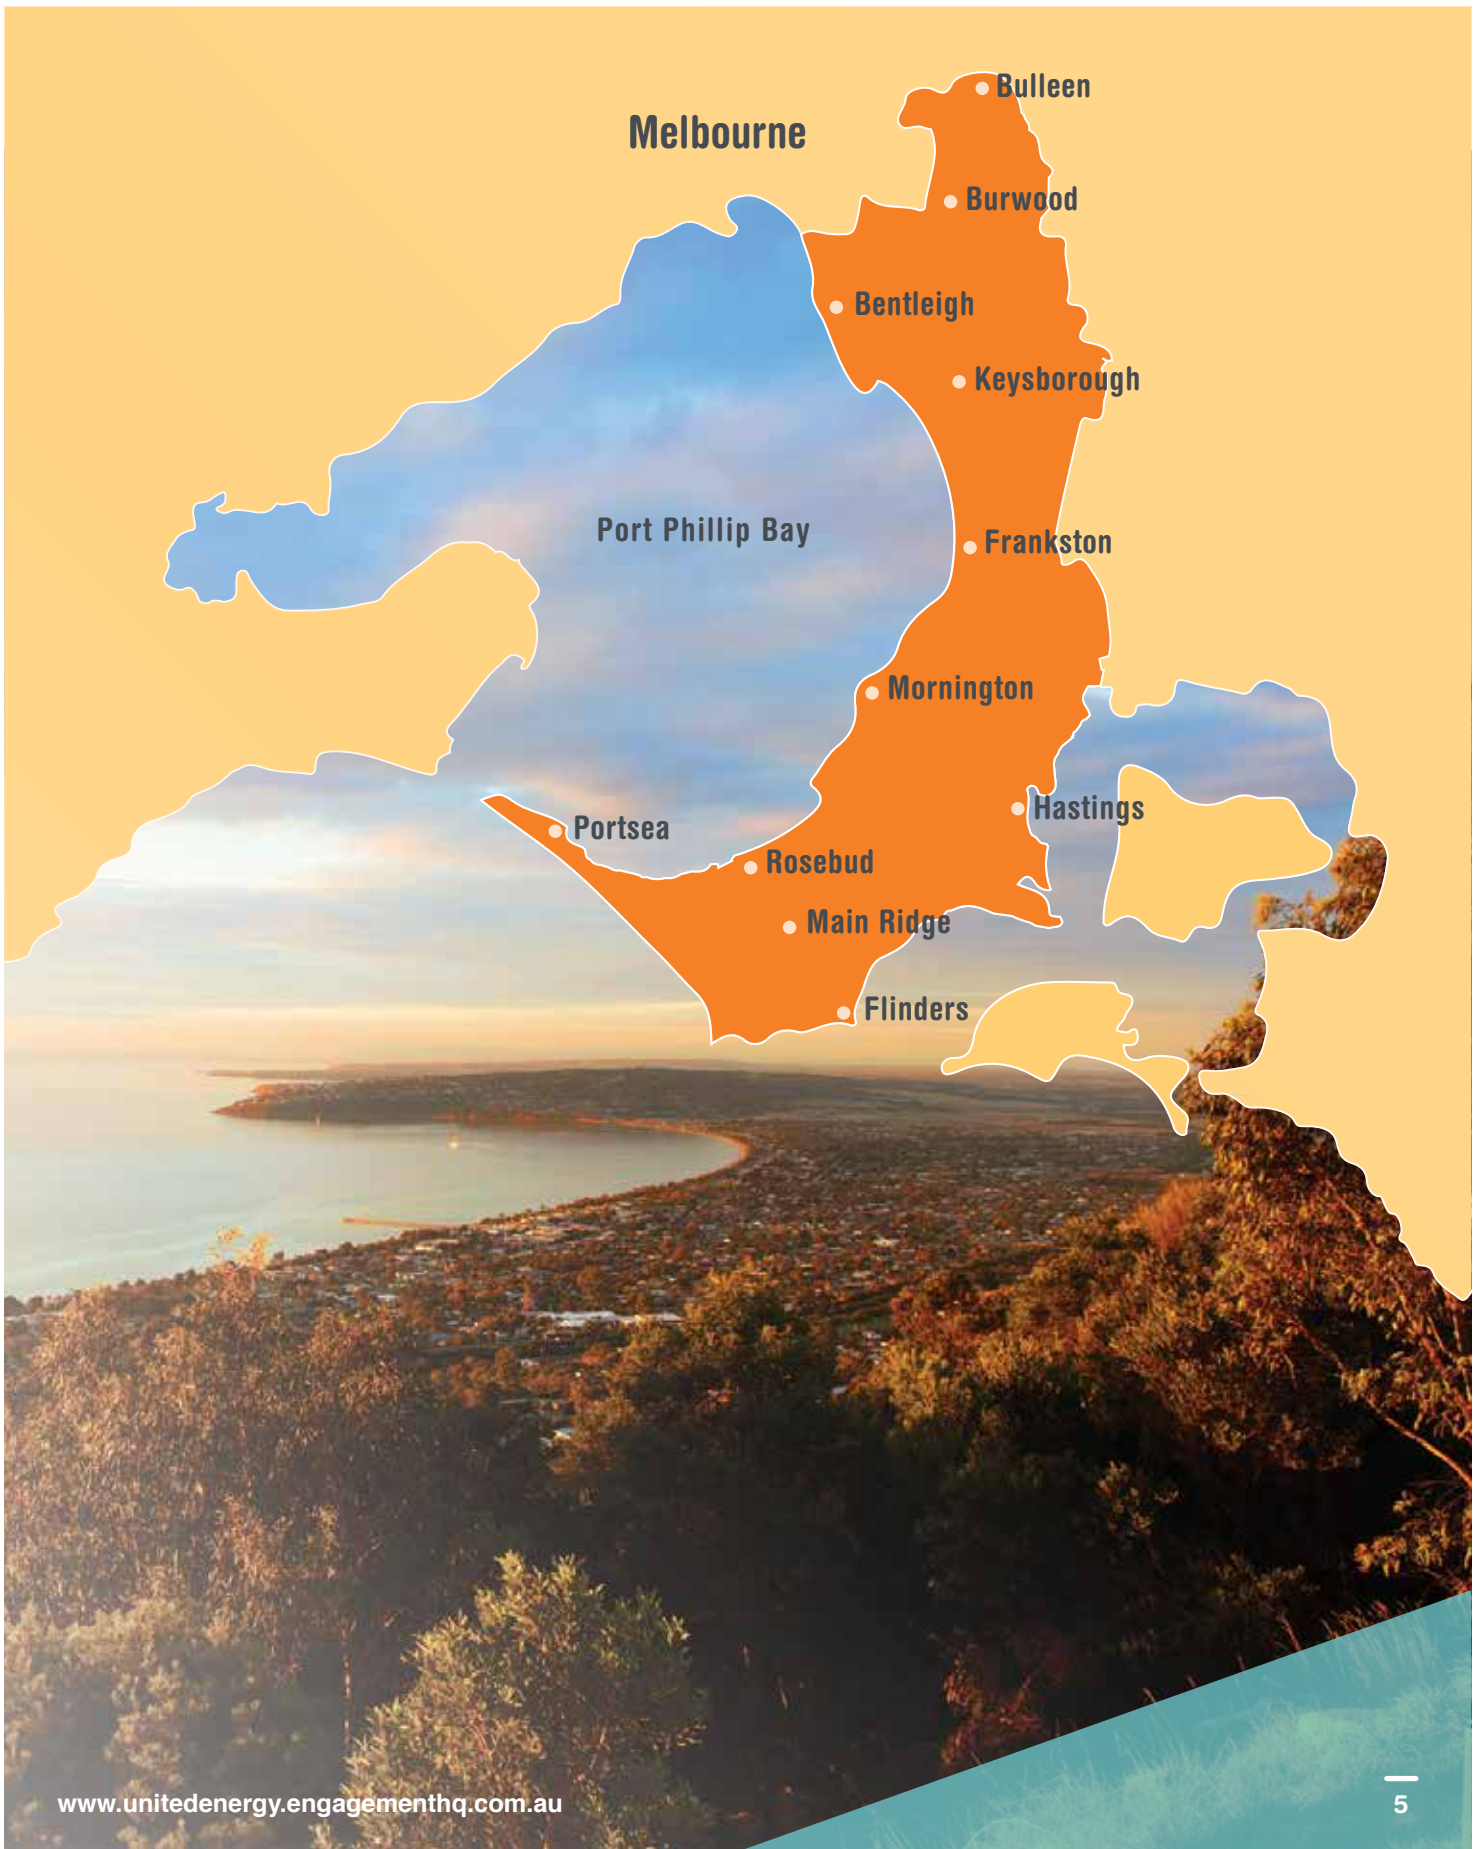 Bulleen
Melbourne
Burwood
Bentleigh
Keysborough
Port Phillip Bay
Frankston
Mornington
Hastings
Portsea
Rosebud
Main Ridge
Flinders
www.unitedenergy.engagementhq.com.au
5